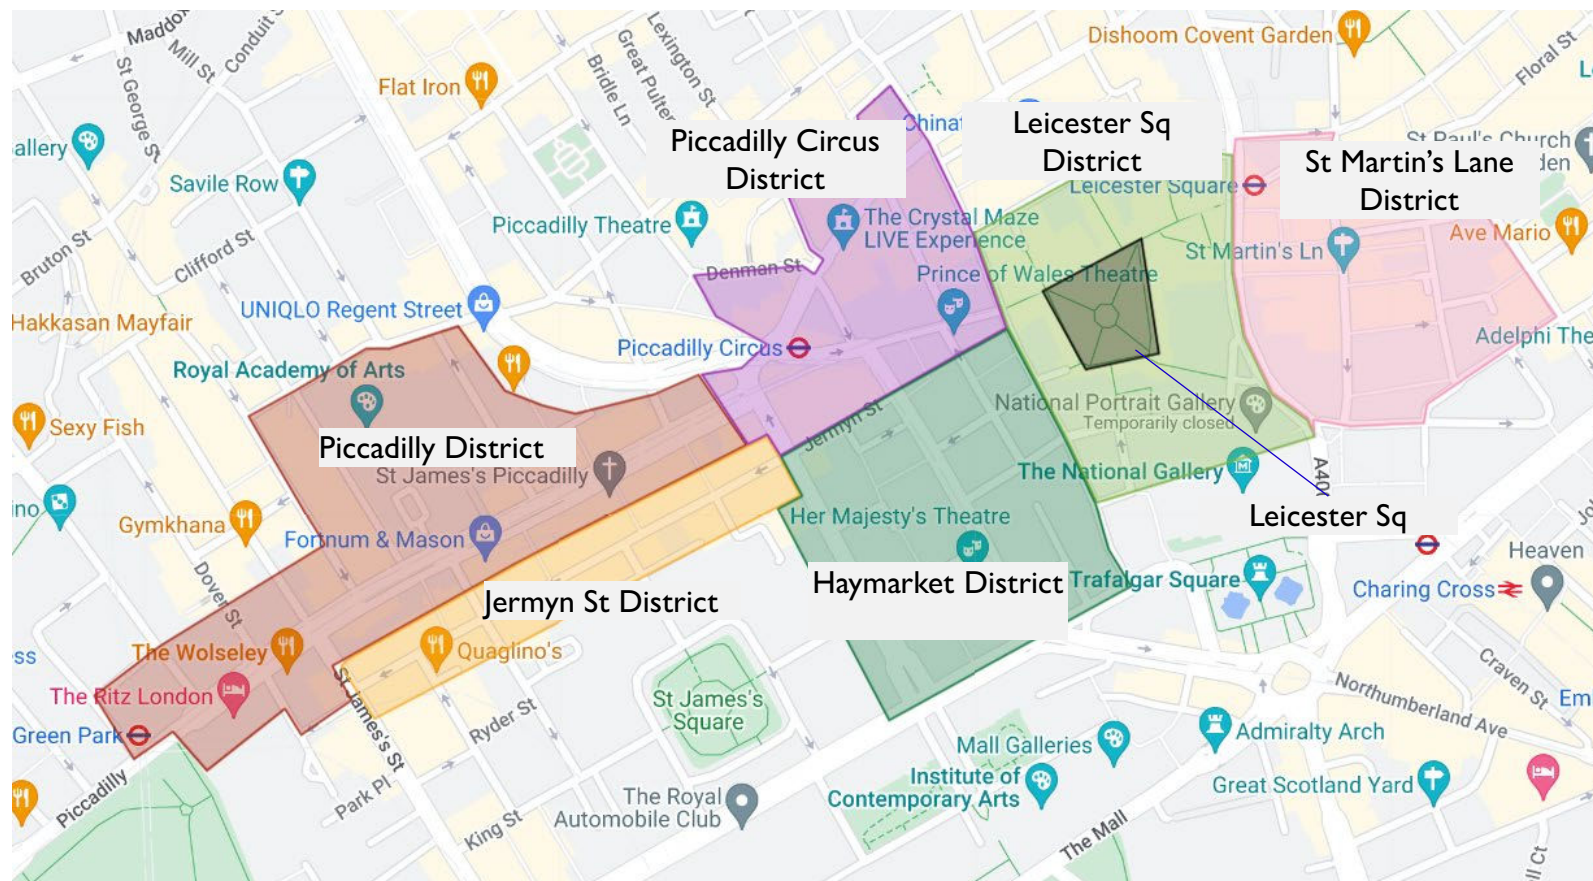 Maddox
Mill St
Conduit S
St George St
Lexington St
Great Pulter
Bridle Ln
Flat Iron
Dishoom Covent Garden
Floral St
allery
Savile Row
Piccadilly Circus
District
Chinat
Leicester Sq
District
St Paul's Church
den
St Martin's Lane
District
Leicester Square
Bruton St
Clifford St
Piccadilly Theatre
The Crystal Maze
LIVE Experience
St Martin's Ln
Ave Mario
Denman St
Prince of Wales Theatre
UNIQLO Regent Street
Hakkasan Mayfair
Piccadilly Circus
Adelphi The
Royal Academy of Arts
Sexy Fish
Jermyn St
National Portrait Gallery
Temporarily closed
Piccadilly District
St James's Piccadilly
The National Gallery
A400
ino
Gymkhana
Fortnum & Mason
Her Majesty's Theatre
Leicester Sq
Heaven
Dover St
Jermyn St District
Haymarket District
Trafalgar Square
Charing Cross
ss
The Wolseley
Quaglino's
The Ritz London
St James's St
St James's
Square
Craven St
Northumberland Ave
Em
Green Park
Ryder St
Mall Galleries
Admiralty Arch
Piccadilly
Park Pl
King St
The Royal
Automobile Club
Institute of
Contemporary Arts
Great Scotland Yard
The Mall
ll Ct